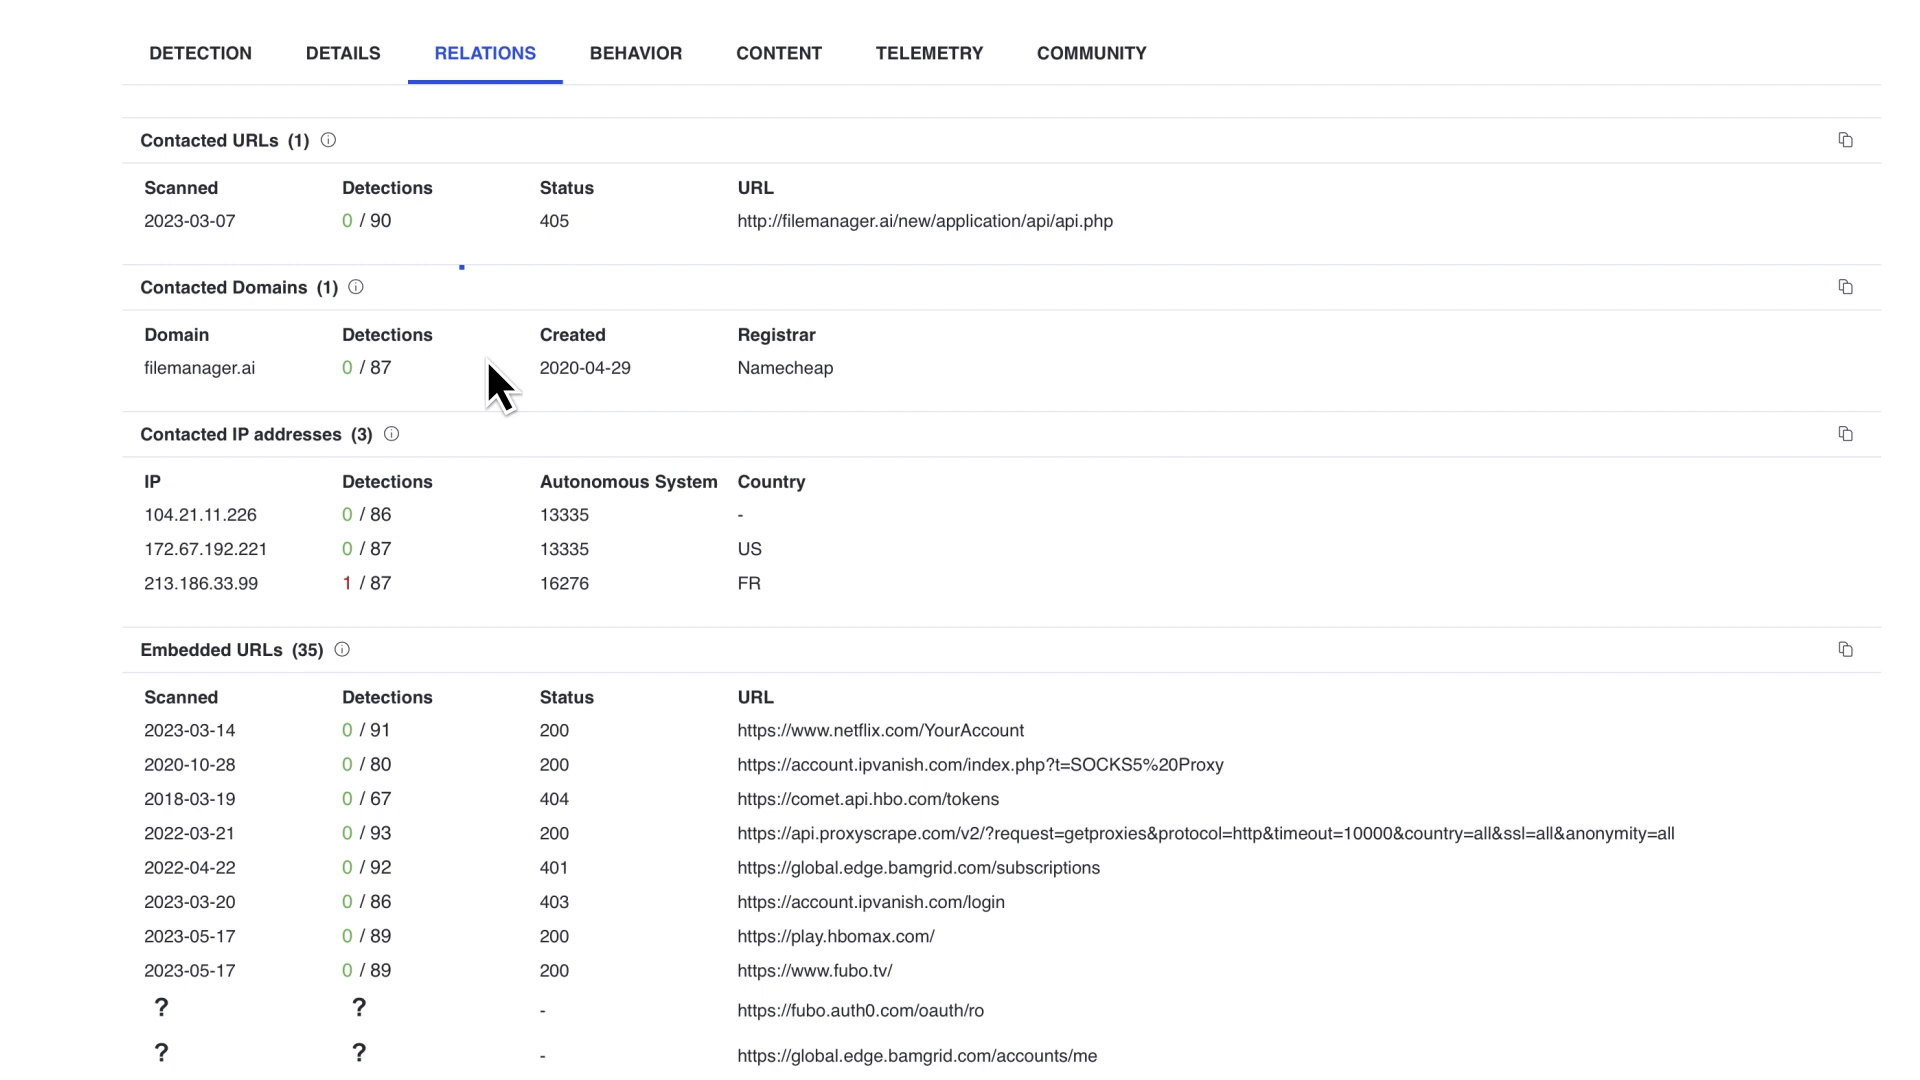 DETECTION DETAILS RELATIONS BEHAVIOR CONTENT TELEMETRY COMMUNITY
Contacted URLs (1)
Scanned Detections Status URL
2023-03-07 0 / 90 405 http://filemanager.ai/new/application/api/api.php
Contacted Domains (1)
Domain Detections Created Registrar
filemanager.ai 0 / 87 2020-04-29 Namecheap
Contacted IP addresses (3)
IP Detections Autonomous System Country
104.21.11.226 0 / 86 13335 -
172.67.192.221 0 / 87 13335 US
213.186.33.99 1 / 87 16276 FR
Embedded URLs (35)
Scanned Detections Status URL
2023-03-14 0 / 91 200 https://www.netflix.com/YourAccount
2020-10-28 0 / 80 200 https://account.ipvanish.com/index.php?t=SOCKS5%20Proxy
2018-03-19 0 / 67 404 https://comet.api.hbo.com/tokens
2022-03-21 0 / 93 200 https://api.proxyscrape.com/v2/?request=getproxies&protocol=http&timeout=10000&country=all&ssl=all&anonymity=all
2022-04-22 0 / 92 401 https://global.edge.bamgrid.com/subscriptions
2023-03-20 0 / 86 403 https://account.ipvanish.com/login
2023-05-17 0 / 89 200 https://play.hbomax.com/
2023-05-17 0 / 89 200 https://www.fubo.tv/
? ? - https://fubo.auth0.com/oauth/ro
? ? - https://global.edge.bamgrid.com/accounts/me